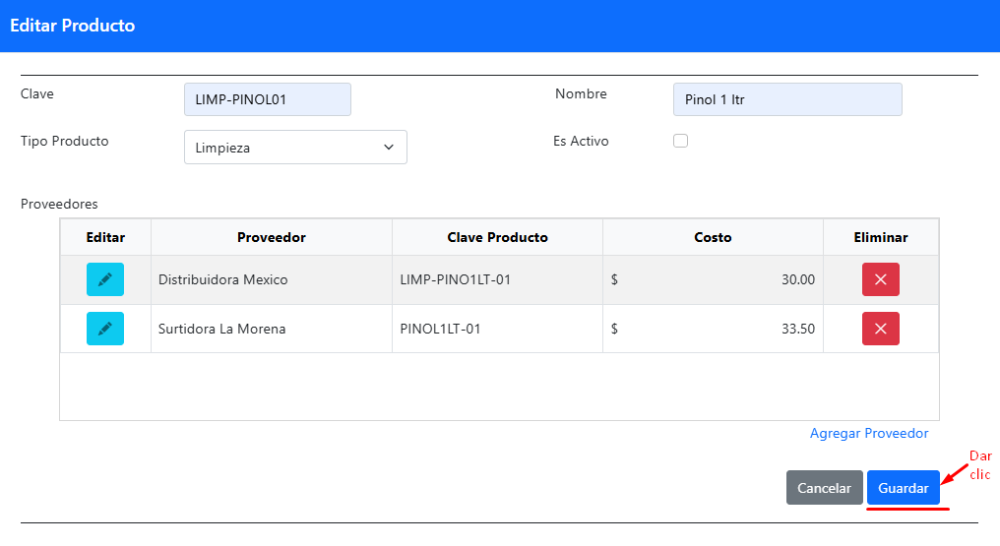 Editar Producto
Clave LIMP-PINOL01 Nombre Pinol 1 ltr
Tipo Producto Limpieza Es Activo
Proveedores
Editar Proveedor Clave Producto Costo Eliminar
Distribuidora Mexico LIMP-PINO1LT-01 $ 30.00
Surtidora La Morena PINOL1LT-01 $ 33.50
Agregar Proveedor
Dar
clic
Cancelar Guardar